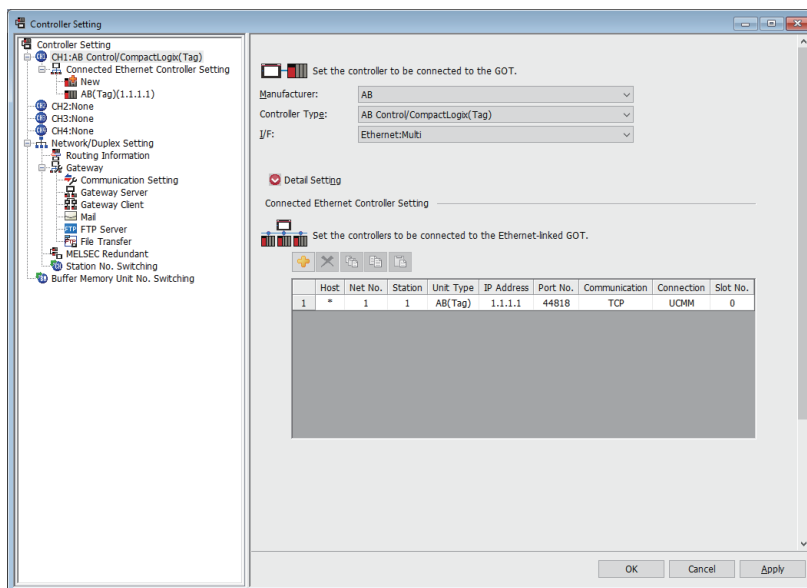 Controller Setting
Controller Setting
CH1:AB Control/CompactLogix(Tag)
Connected Ethernet Controller Setting
New
AB(Tag)(1.1.1.1)
CH2:None
CH3:None
CH4:None
Network/Duplex Setting
Routing Information
Gateway
Communication Setting
Gateway Server
Gateway Client
Mail
FTP Server
File Transfer
MELSEC Redundant
Station No. Switching
Buffer Memory Unit No. Switching
Set the controller to be connected to the GOT.
Manufacturer: AB
Controller Type: AB Control/CompactLogix(Tag)
I/F: Ethernet:Multi
Detail Setting
Connected Ethernet Controller Setting
Set the controllers to be connected to the Ethernet-linked GOT.
Host Net No. Station Unit Type IP Address Port No. Communication Connection Slot No.
1 * 1 1 AB(Tag) 1.1.1.1 44818 TCP UCMM 0
OK Cancel Apply